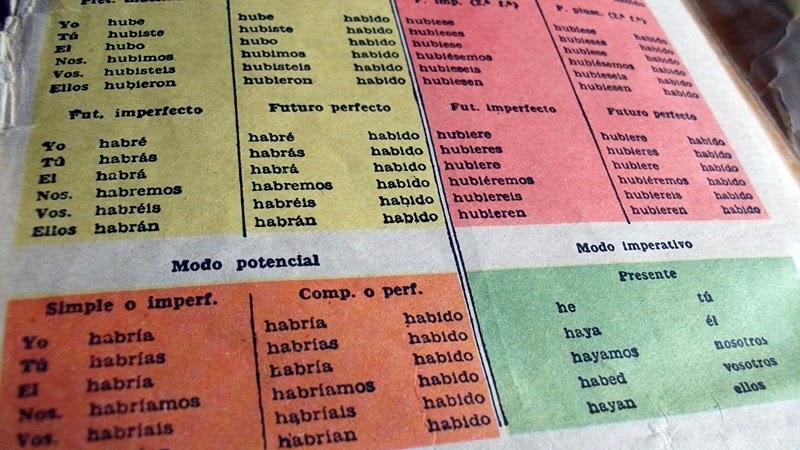 Yo hube
Tú hubiste
El hubo
Nos. hubimos
Vos. hubisteis
Ellos hubieron
hube habido
hubiste habido
hubo habido
hubimos habido
hubisteis habido
hubieron habido
Fut. imperfecto
Yo habré
Tú habrás
El habrá
Nos. habremos
Vos. habréis
Ellos habrán
Futuro perfecto
habré habido
habrás habido
habrá habido
habremos habido
habréis habido
habrán habido
P. imp.
hubiese
hubieses
hubiese
hubiésemos
hubieseis
hubiesen
P. plusc.
hubiese habido
hubieses habido
hubiese habido
hubiésemos habido
hubieseis habido
hubiesen habido
Fut. imperfecto
hubiere
hubieres
hubiere
hubiéremos
hubiereis
hubieren
Futuro perfecto
hubiere habido
hubieres habido
hubiere habido
hubiéremos habido
hubiereis habido
hubieren habido
Modo potencial
Simple o imperf.
Yo habría
Tú habrías
El habría
Nos. habríamos
Vos. habríais
Comp. o perf.
habría habido
habrías habido
habría habido
habríamos habido
habríais habido
habrían habido
Modo imperativo
Presente
he tú
haya él
hayamos nosotros
habed vosotros
hayan ellos